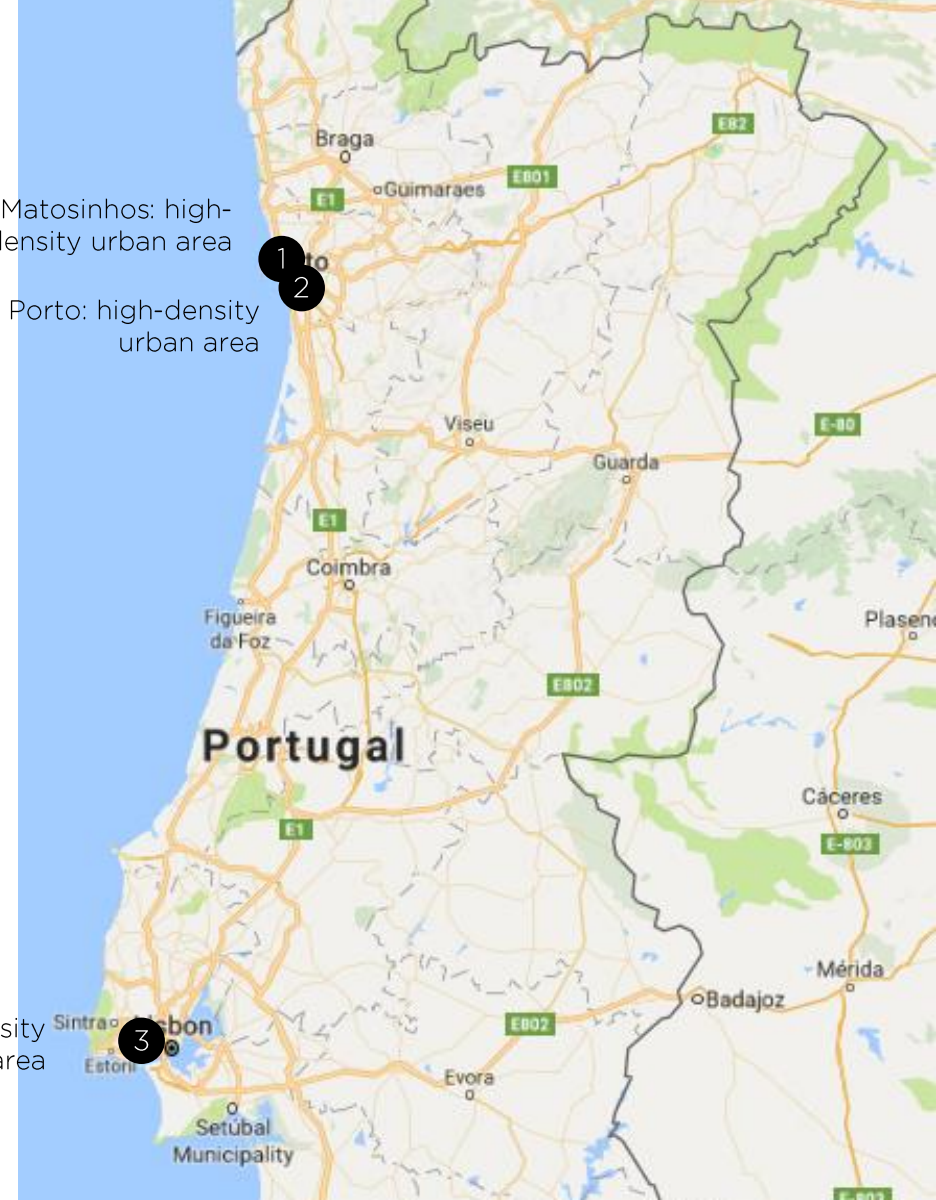 Braga
E82
E801
Guimaraes
E1
Matosinhos: high-
density urban area
1
to
2
Porto: high-density
urban area
Viseu
E-80
Guarda
E1
Coimbra
Figueira
da Foz
E802
Portugal
Cáceres
E1
E-803
Mérida
Badajoz
Sintra
3
E802
area
Estoril
Evora
Setúbal
Municipality